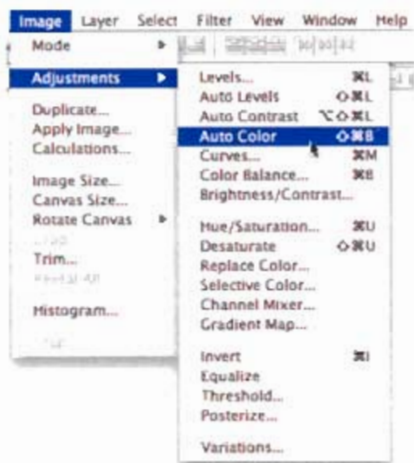 Image Layer Select Filter View Window Help
Mode
Adjustments
Duplicate...
Apply Image...
Calculations...
Image Size...
Canvas Size...
Rotate Canvas
Trim...
Histogram...
Levels... ⌘L
Auto Levels ⇧⌘L
Auto Contrast ⌥⇧⌘L
Auto Color ⇧⌘B
Curves... ⌘M
Color Balance... ⌘B
Brightness/Contrast...
Hue/Saturation... ⌘U
Desaturate ⇧⌘U
Replace Color...
Selective Color...
Channel Mixer...
Gradient Map...
Invert ⌘I
Equalize
Threshold...
Posterize...
Variations...